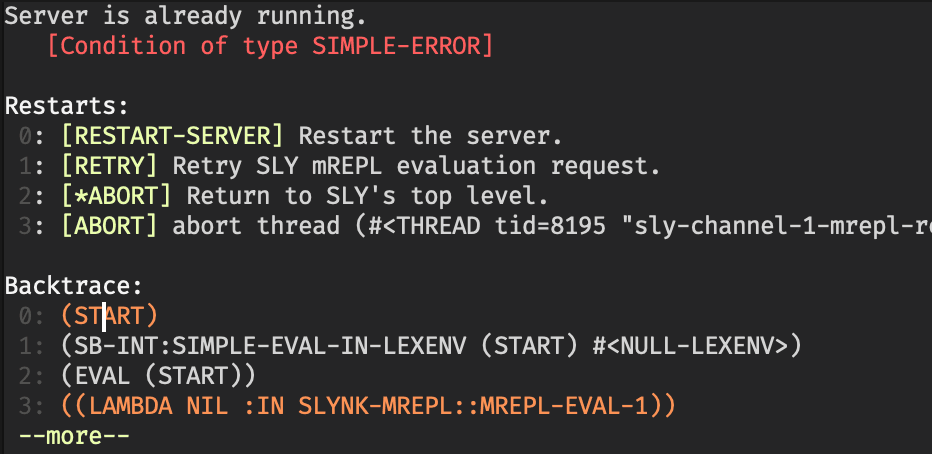 Server is already running.
[Condition of type SIMPLE-ERROR]
Restarts:
0: [RESTART-SERVER] Restart the server.
1: [RETRY] Retry SLY mREPL evaluation request.
2: [*ABORT] Return to SLY's top level.
3: [ABORT] abort thread (#<THREAD tid=8195 "sly-channel-1-mrepl-re
Backtrace:
0: (START)
1: (SB-INT:SIMPLE-EVAL-IN-LEXENV (START) #<NULL-LEXENV>)
2: (EVAL (START))
3: ((LAMBDA NIL :IN SLYNK-MREPL::MREPL-EVAL-1))
--more--